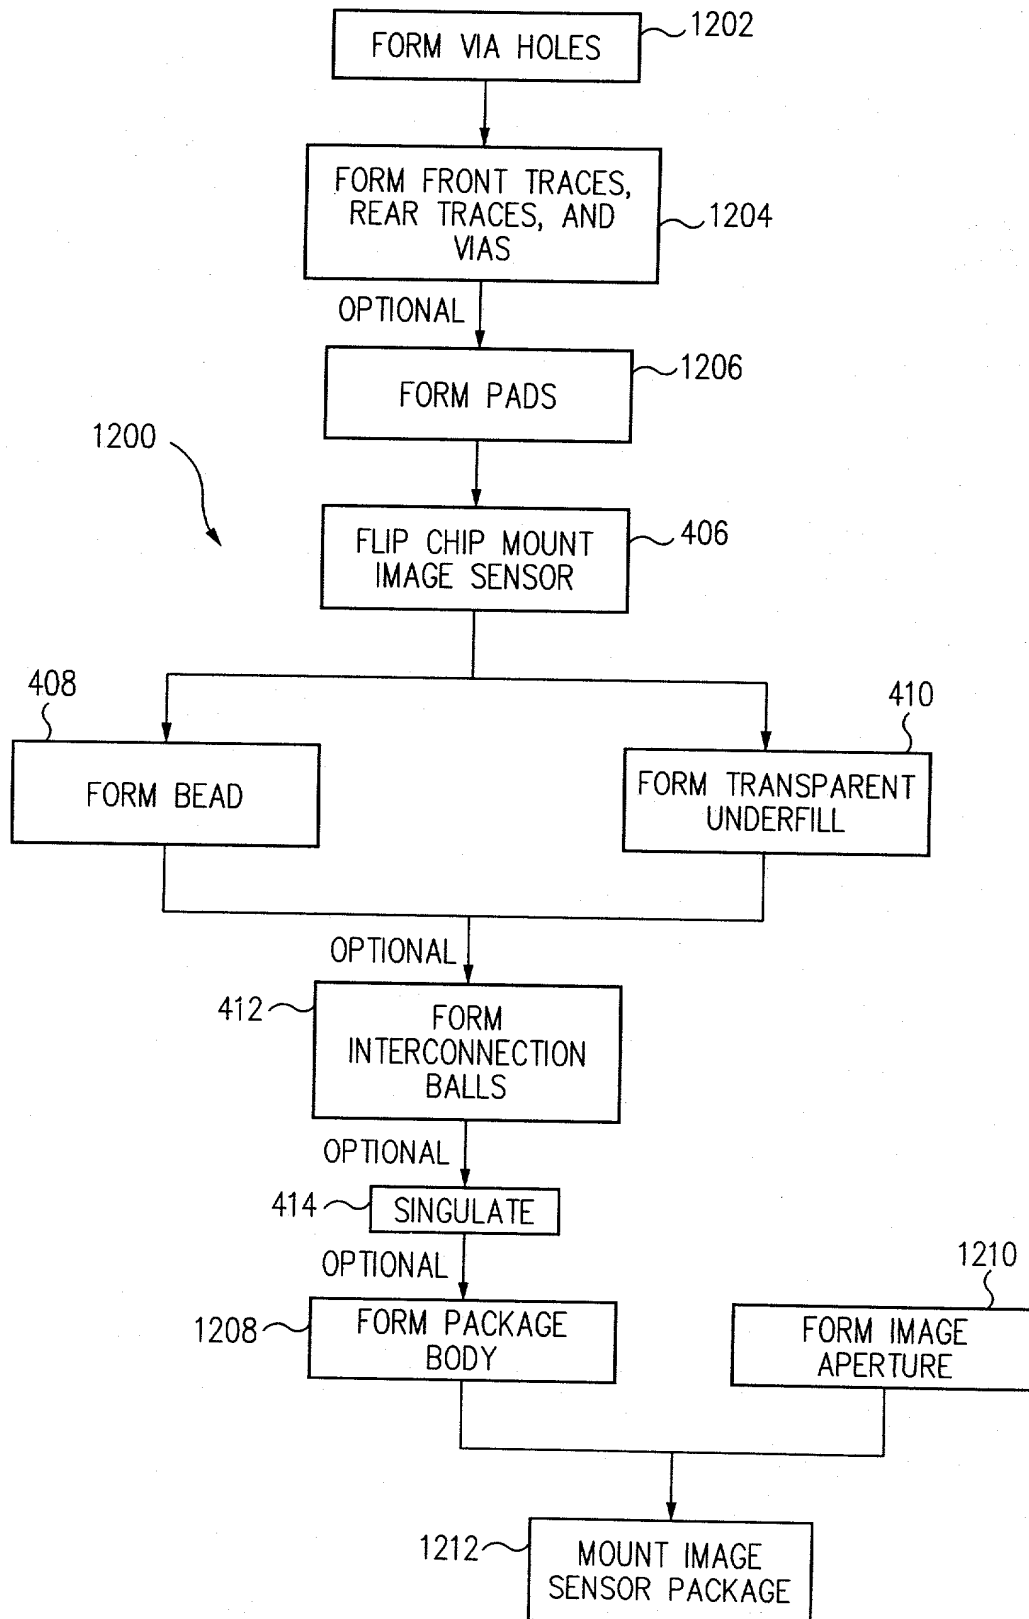 FORM VIA HOLES
1202
FORM FRONT TRACES,
REAR TRACES, AND
VIAS
1204
OPTIONAL
FORM PADS
1206
1200
FLIP CHIP MOUNT
IMAGE SENSOR
406
408
FORM BEAD
410
FORM TRANSPARENT
UNDERFILL
OPTIONAL
412
FORM
INTERCONNECTION
BALLS
OPTIONAL
414
SINGULATE
OPTIONAL
1208
FORM PACKAGE
BODY
1210
FORM IMAGE
APERTURE
1212
MOUNT IMAGE
SENSOR PACKAGE